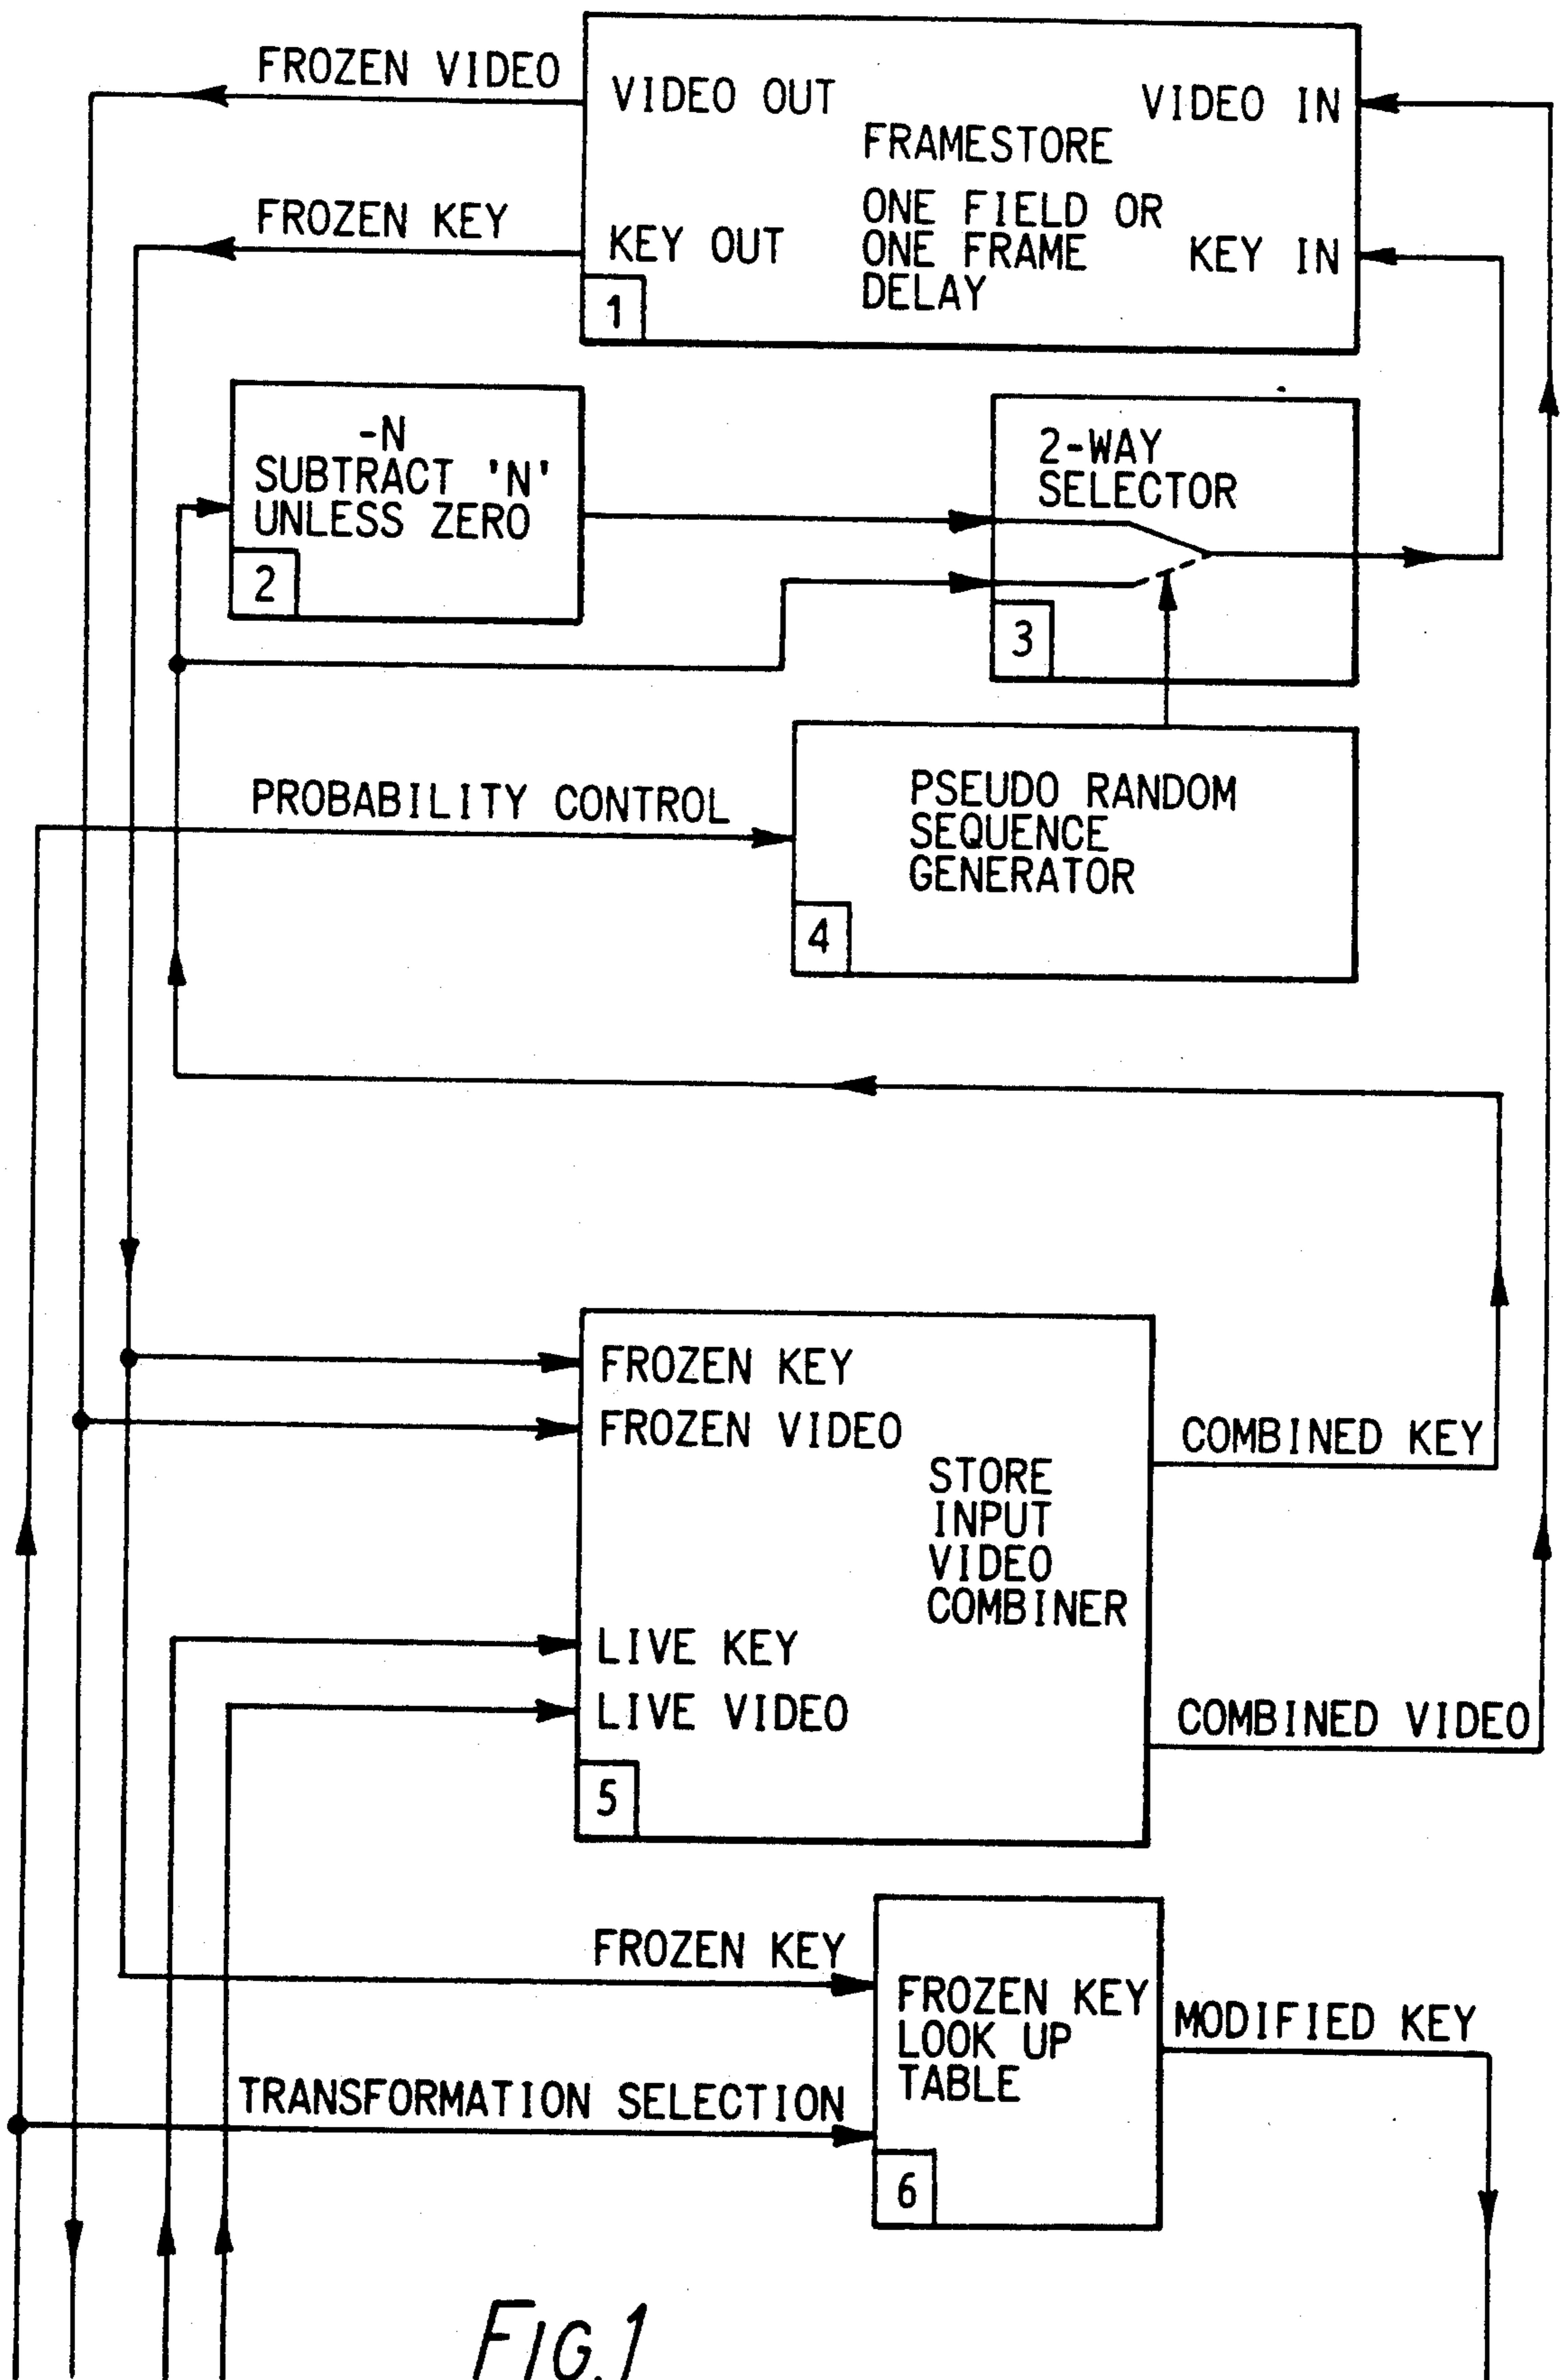 FROZEN VIDEO
VIDEO OUT
VIDEO IN
FRAMESTORE
ONE FIELD OR
ONE FRAME
DELAY
FROZEN KEY
KEY OUT
KEY IN
1
-N
SUBTRACT 'N'
UNLESS ZERO
2
2-WAY
SELECTOR
3
PROBABILITY CONTROL
PSEUDO RANDOM
SEQUENCE
GENERATOR
4
FROZEN KEY
FROZEN VIDEO
STORE
INPUT
VIDEO
COMBINER
COMBINED KEY
LIVE KEY
LIVE VIDEO
COMBINED VIDEO
5
FROZEN KEY
FROZEN KEY
LOOK UP
TABLE
MODIFIED KEY
TRANSFORMATION SELECTION
6
FIG.1